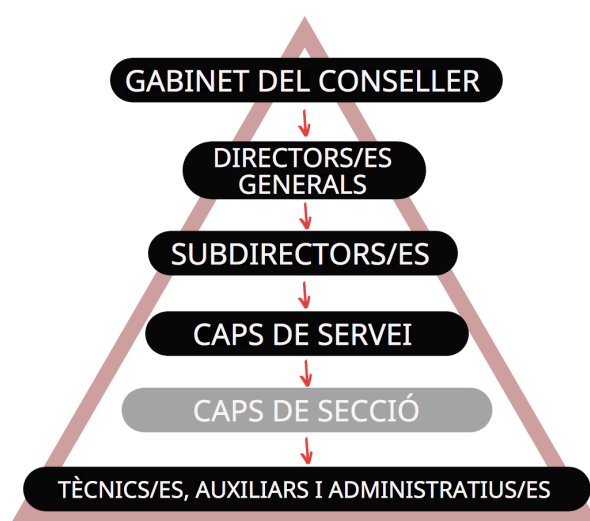 GABINET DEL CONSELLER
DIRECTORS/ES
GENERALS
SUBDIRECTORS/ES
CAPS DE SERVEI
CAPS DE SECCIÓ
TÈCNICS/ES, AUXILIARS I ADMINISTRATIUS/ES